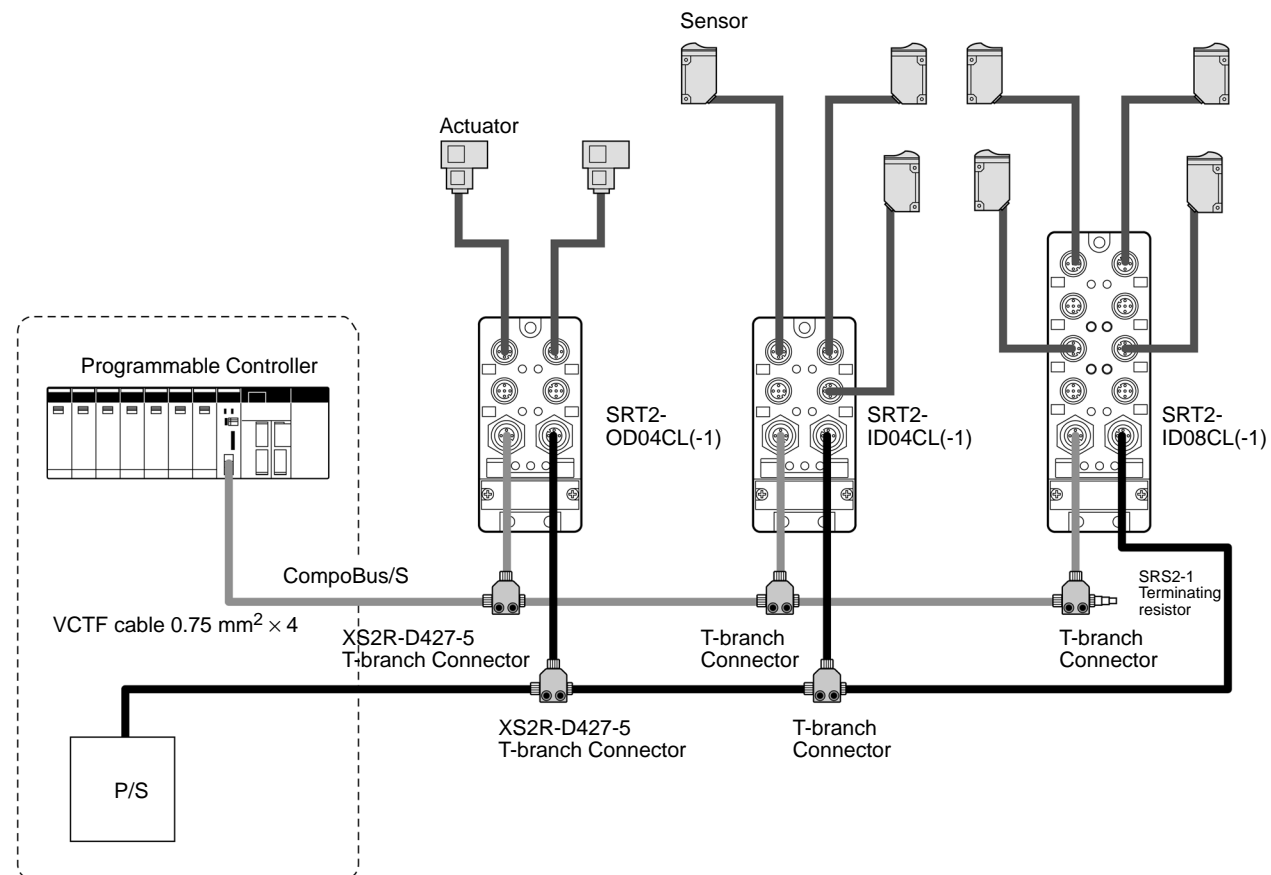 Sensor
Actuator
Programmable Controller
SRT2-
OD04CL(-1)
SRT2-
ID04CL(-1)
SRT2-
ID08CL(-1)
CompoBus/S
SRS2-1
Terminating
resistor
VCTF cable 0.75 mm² × 4
XS2R-D427-5
T-branch Connector
T-branch
Connector
T-branch
Connector
XS2R-D427-5
T-branch Connector
T-branch
Connector
P/S